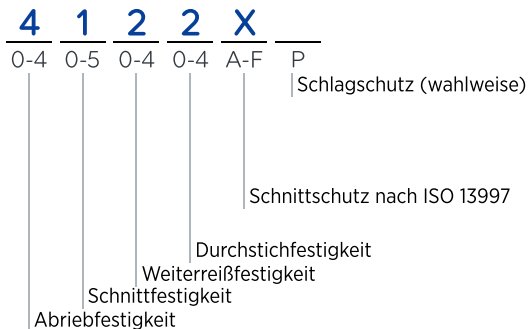 4 1 2 2 X
0-4 0-5 0-4 0-4 A-F P
Schlagschutz (wahlweise)
Schnittschutz nach ISO 13997
Durchstichfestigkeit
Weiterreißfestigkeit
Schnittfestigkeit
Abriebfestigkeit